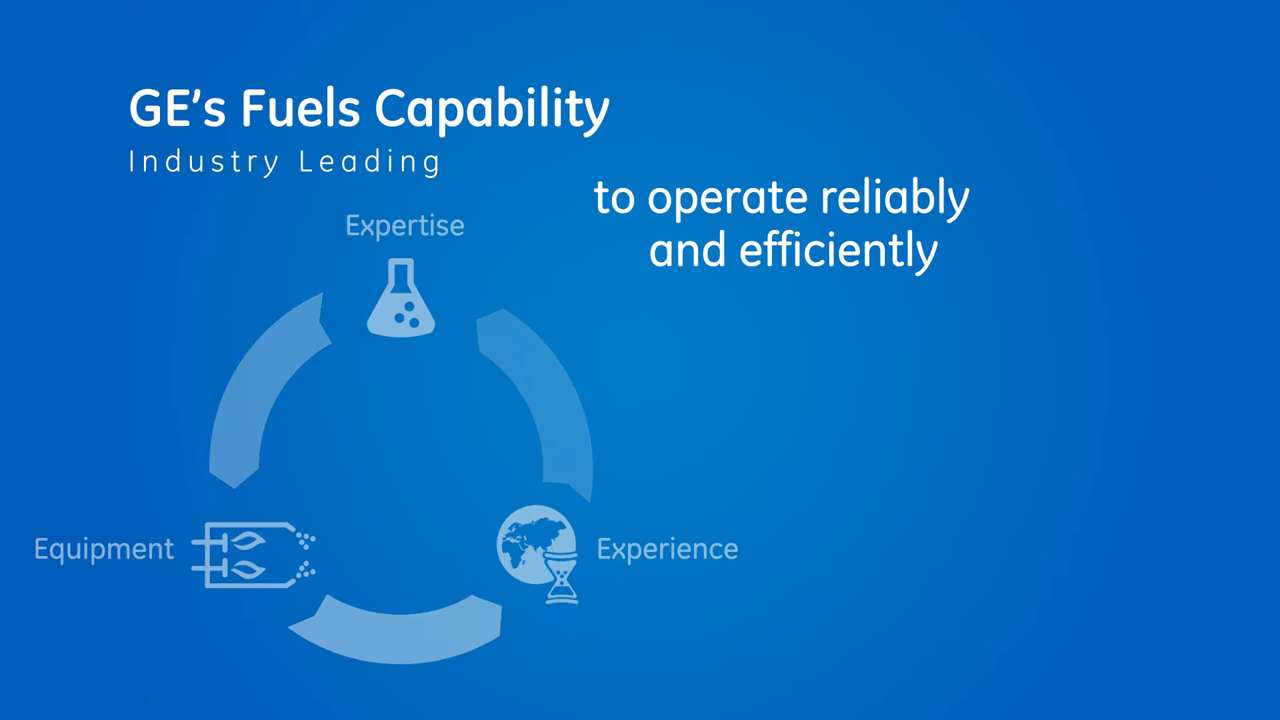 GE’s Fuels Capability
Industry Leading
to operate reliably
and efficiently
Expertise
Equipment
Experience